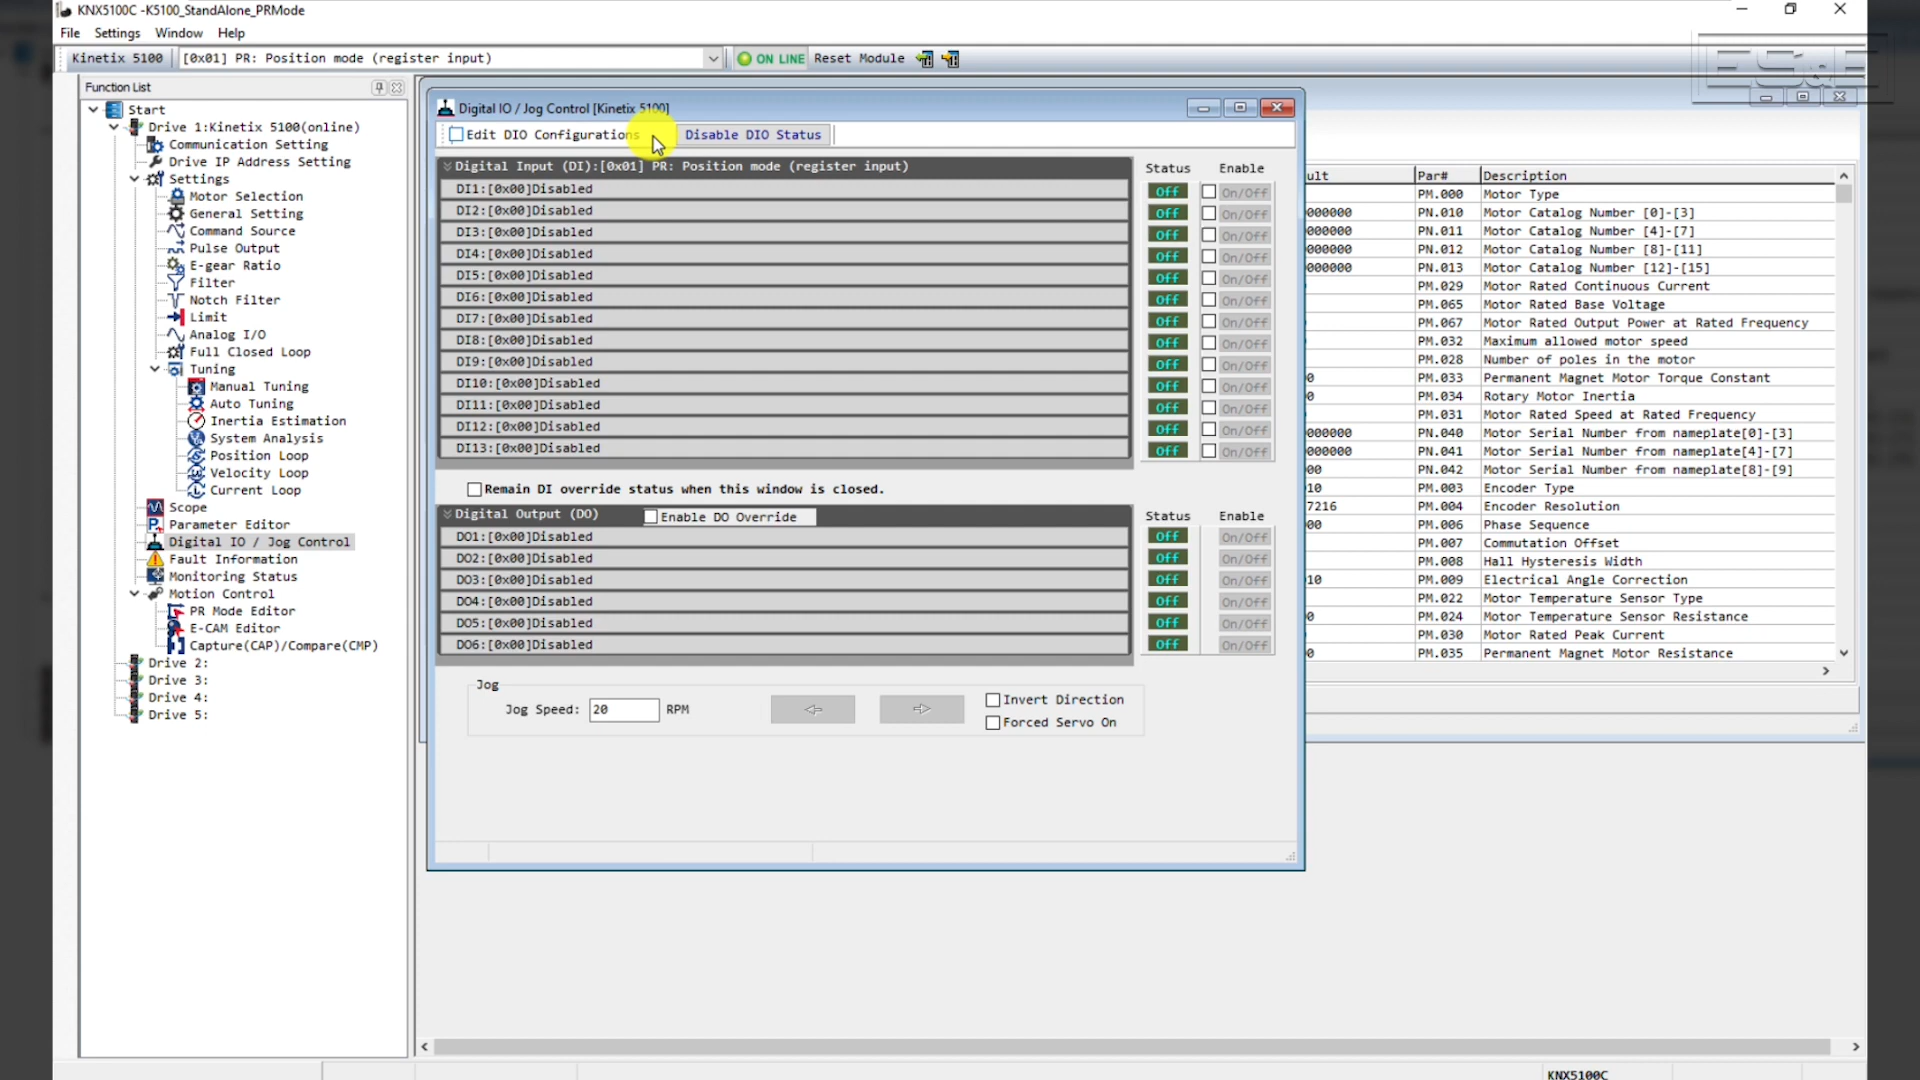 KNX5100C -K5100_StandAlone_PRMode
File Settings Window Help
Kinetix 5100 [0x01] PR: Position mode (register input) ON LINE Reset Module
Function List
Start
Drive 1:Kinetix 5100(online)
Communication Setting
Drive IP Address Setting
Settings
Motor Selection
General Setting
Command Source
Pulse Output
E-gear Ratio
Filter
Notch Filter
Limit
Analog I/O
Full Closed Loop
Tuning
Manual Tuning
Auto Tuning
Inertia Estimation
System Analysis
Position Loop
Velocity Loop
Current Loop
Scope
Parameter Editor
Digital IO / Jog Control
Fault Information
Monitoring Status
Motion Control
PR Mode Editor
E-CAM Editor
Capture(CAP)/Compare(CMP)
Drive 2:
Drive 3:
Drive 4:
Drive 5:
Digital IO / Jog Control [Kinetix 5100]
Edit DIO Configurations Disable DIO Status
Digital Input (DI):[0x01] PR: Position mode (register input) Status Enable
DI1:[0x00]Disabled Off On/Off
DI2:[0x00]Disabled Off On/Off
DI3:[0x00]Disabled Off On/Off
DI4:[0x00]Disabled Off On/Off
DI5:[0x00]Disabled Off On/Off
DI6:[0x00]Disabled Off On/Off
DI7:[0x00]Disabled Off On/Off
DI8:[0x00]Disabled Off On/Off
DI9:[0x00]Disabled Off On/Off
DI10:[0x00]Disabled Off On/Off
DI11:[0x00]Disabled Off On/Off
DI12:[0x00]Disabled Off On/Off
DI13:[0x00]Disabled Off On/Off
Remain DI override status when this window is closed.
Digital Output (DO) Enable DO Override Status Enable
DO1:[0x00]Disabled Off On/Off
DO2:[0x00]Disabled Off On/Off
DO3:[0x00]Disabled Off On/Off
DO4:[0x00]Disabled Off On/Off
DO5:[0x00]Disabled Off On/Off
DO6:[0x00]Disabled Off On/Off
Jog
Jog Speed: 20 RPM
Invert Direction
Forced Servo On
ult Par# Description
PM.000 Motor Type
000000 PN.010 Motor Catalog Number [0]-[3]
000000 PN.011 Motor Catalog Number [4]-[7]
000000 PN.012 Motor Catalog Number [8]-[11]
000000 PN.013 Motor Catalog Number [12]-[15]
PM.029 Motor Rated Continuous Current
PM.065 Motor Rated Base Voltage
PM.067 Motor Rated Output Power at Rated Frequency
PM.032 Maximum allowed motor speed
PM.028 Number of poles in the motor
0 PM.033 Permanent Magnet Motor Torque Constant
0 PM.034 Rotary Motor Inertia
PM.031 Motor Rated Speed at Rated Frequency
000000 PN.040 Motor Serial Number from nameplate[0]-[3]
000000 PN.041 Motor Serial Number from nameplate[4]-[7]
00 PN.042 Motor Serial Number from nameplate[8]-[9]
10 PM.003 Encoder Type
7216 PM.004 Encoder Resolution
00 PM.006 Phase Sequence
PM.007 Commutation Offset
PM.008 Hall Hysteresis Width
10 PM.009 Electrical Angle Correction
PM.022 Motor Temperature Sensor Type
0 PM.024 Motor Temperature Sensor Resistance
PM.030 Motor Rated Peak Current
0 PM.035 Permanent Magnet Motor Resistance
KNX5100C